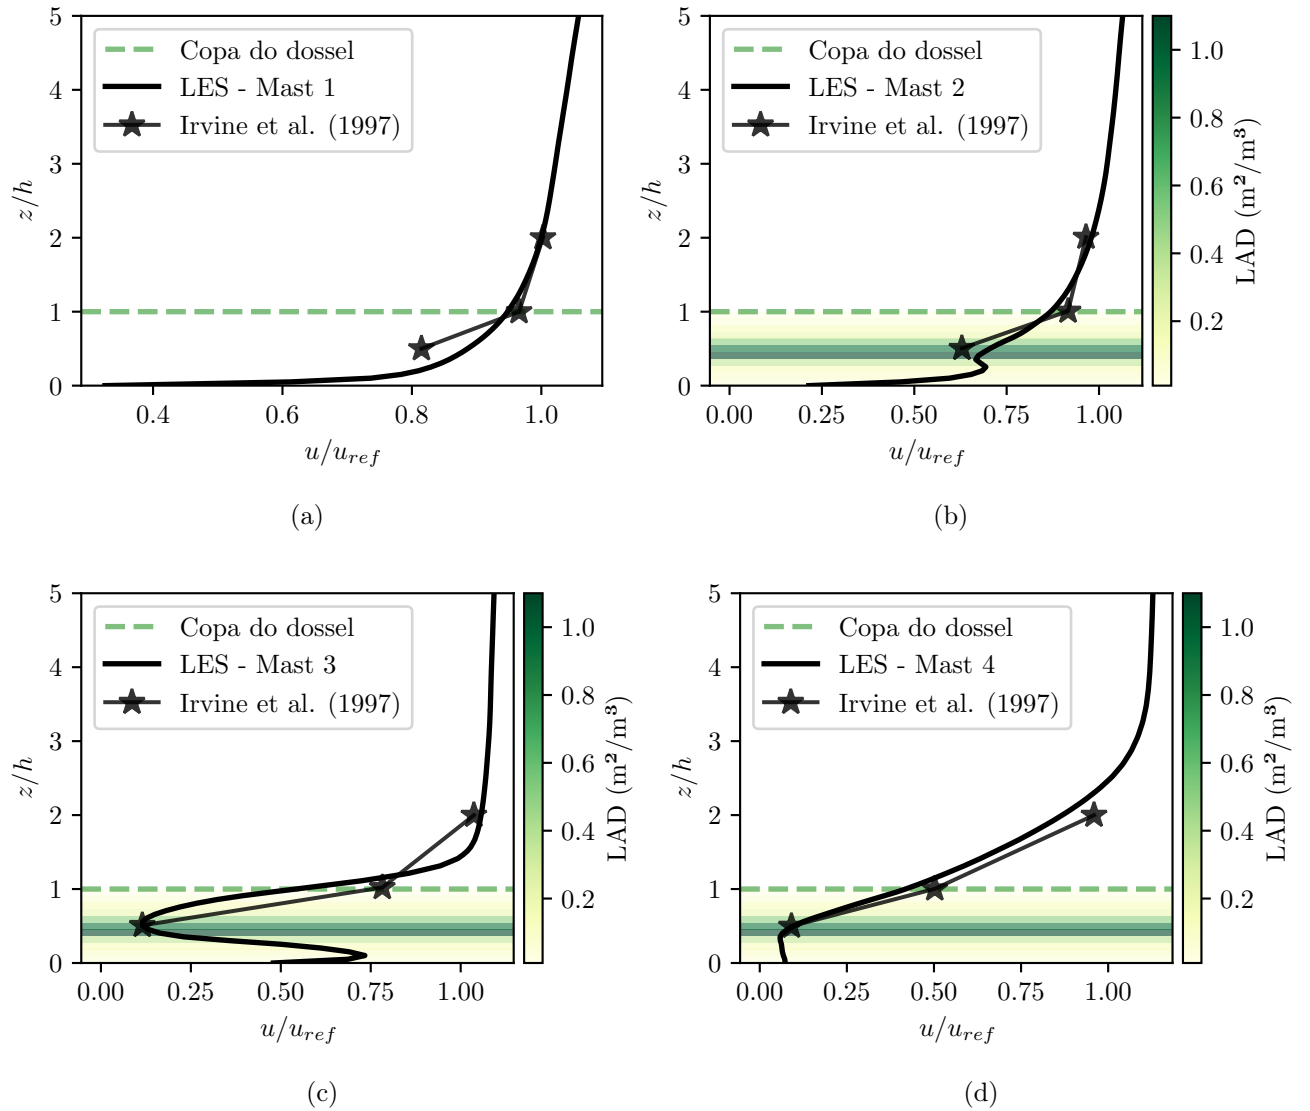 5
4
3
2
1
0
z/h
Copa do dossel
LES - Mast 1
Irvine et al. (1997)
0.4 0.6 0.8 1.0
u/u_ref
(a)
5
4
3
2
1
0
z/h
Copa do dossel
LES - Mast 2
Irvine et al. (1997)
0.00 0.25 0.50 0.75 1.00
u/u_ref
1.0
0.8
0.6
0.4
0.2
LAD (m²/m³)
(b)
5
4
3
2
1
0
z/h
Copa do dossel
LES - Mast 3
Irvine et al. (1997)
0.00 0.25 0.50 0.75 1.00
u/u_ref
1.0
0.8
0.6
0.4
0.2
LAD (m²/m³)
(c)
5
4
3
2
1
0
z/h
Copa do dossel
LES - Mast 4
Irvine et al. (1997)
0.00 0.25 0.50 0.75 1.00
u/u_ref
1.0
0.8
0.6
0.4
0.2
LAD (m²/m³)
(d)